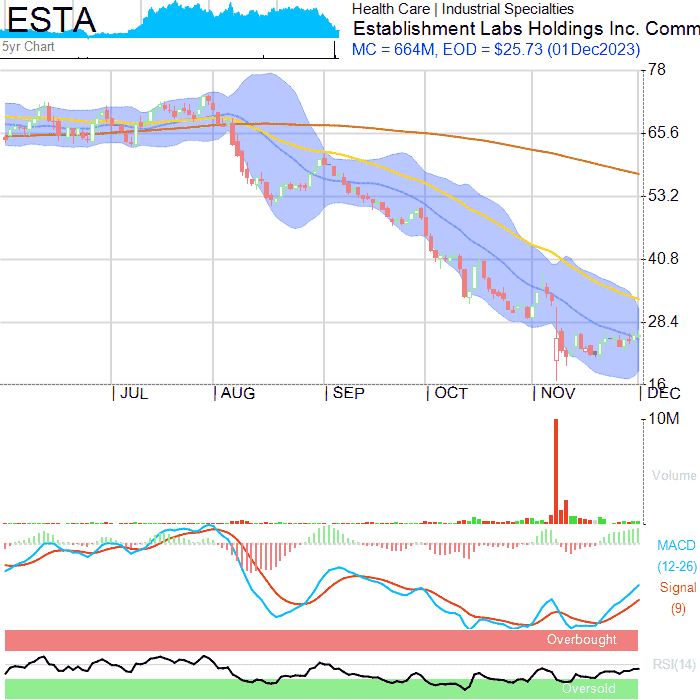 ESTA
5yr Chart
Health Care | Industrial Specialties
Establishment Labs Holdings Inc. Comm
MC = 664M, EOD = $25.73 (01Dec2023)
78
65.6
53.2
40.8
28.4
16
JUL AUG SEP OCT NOV DEC
10M
Volume
MACD
(12-26)
Signal
(9)
Overbought
RSI(14)
Oversold